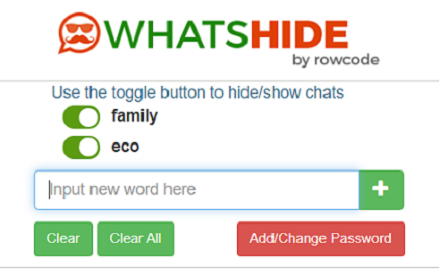 WHATSHIDE
by rowcode
Use the toggle button to hide/show chats
family
eco
Input new word here +
Clear Clear All Add/Change Password